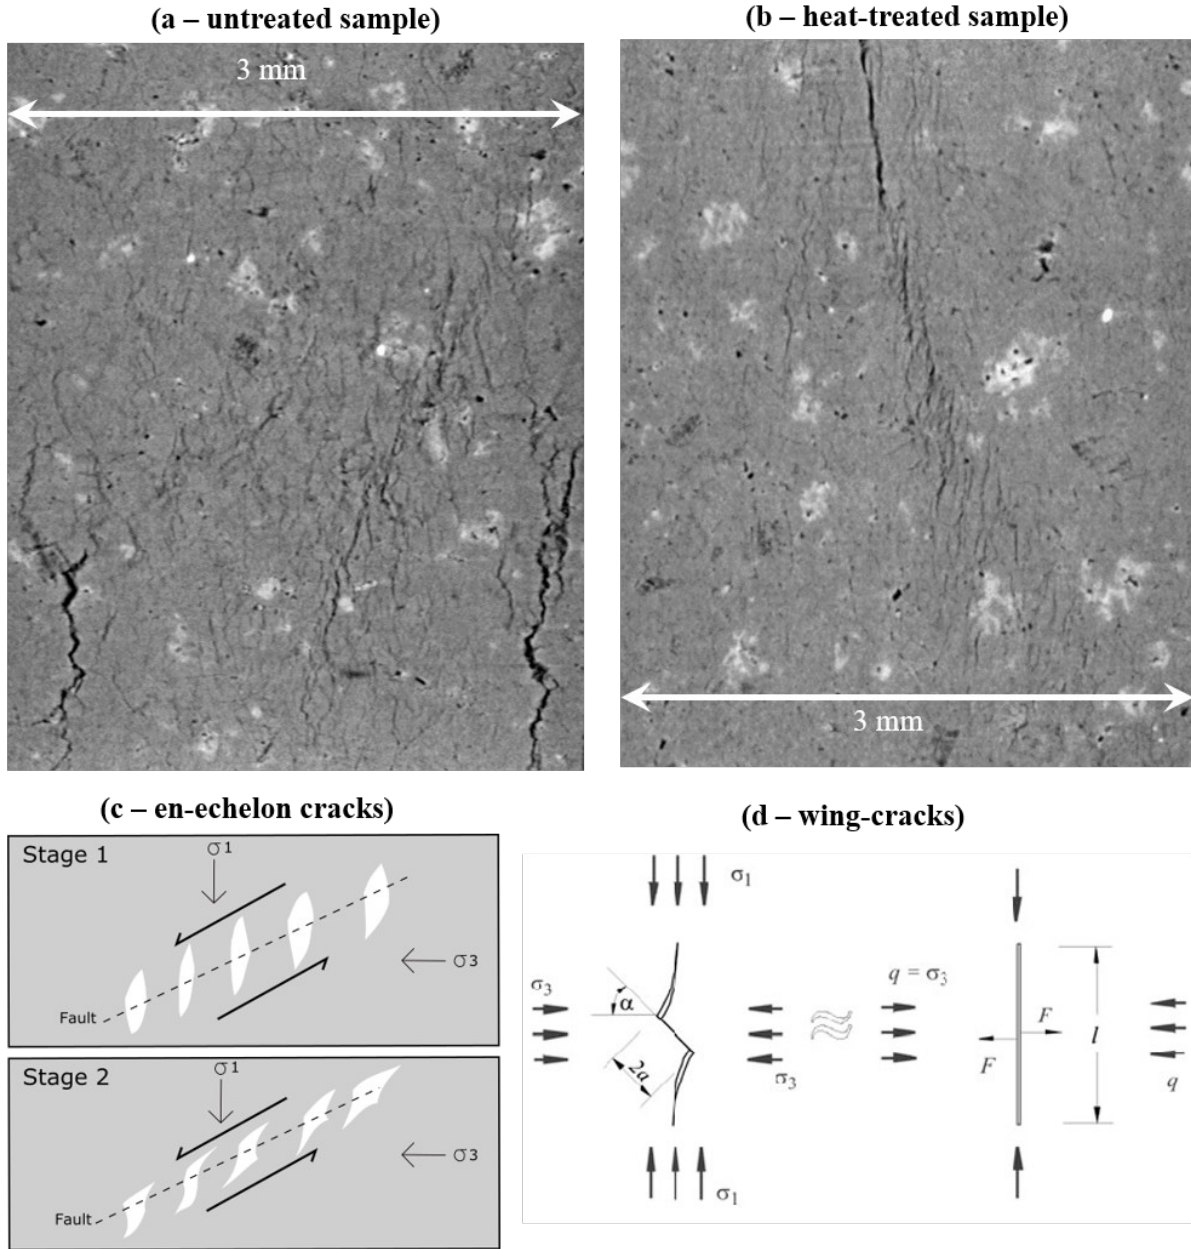 (a – untreated sample)
(b – heat-treated sample)
3 mm
3 mm
(c – en-echelon cracks)
(d – wing-cracks)
Stage 1
σ1
σ3
Fault
Stage 2
σ1
σ3
Fault
σ1
σ3
α
2a
σ3
σ1
q = σ3
F
F
l
q